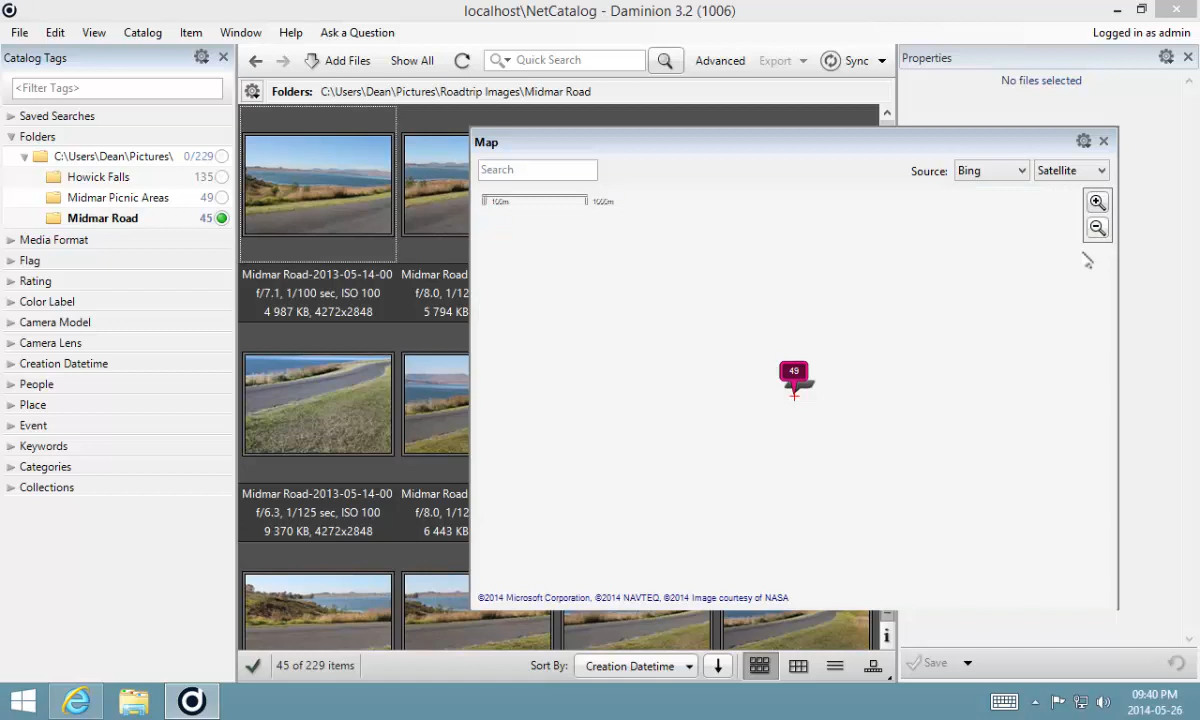 localhost\NetCatalog - Daminion 3.2 (1006)
File Edit View Catalog Item Window Help Ask a Question
Logged in as admin
Catalog Tags
<Filter Tags>
Saved Searches
Folders
C:\Users\Dean\Pictures\ 0/229
Howick Falls 135
Midmar Picnic Areas 49
Midmar Road 45
Media Format
Flag
Rating
Color Label
Camera Model
Camera Lens
Creation Datetime
People
Place
Event
Keywords
Categories
Collections
Add Files Show All Quick Search Advanced Export Sync
Folders: C:\Users\Dean\Pictures\Roadtrip Images\Midmar Road
Midmar Road-2013-05-14-00 Midmar Road
f/7.1, 1/100 sec, ISO 100 f/8.0, 1/12
4 987 KB, 4272x2848 5 794 KB
Midmar Road-2013-05-14-00 Midmar Road
f/6.3, 1/125 sec, ISO 100 f/8.0, 1/12
9 370 KB, 4272x2848 6 443 KB
Map
Search
Source: Bing Satellite
100m 1000m
49
©2014 Microsoft Corporation, ©2014 NAVTEQ, ©2014 Image courtesy of NASA
45 of 229 items
Sort By: Creation Datetime
Properties
No files selected
Save
09:40 PM
2014-05-26